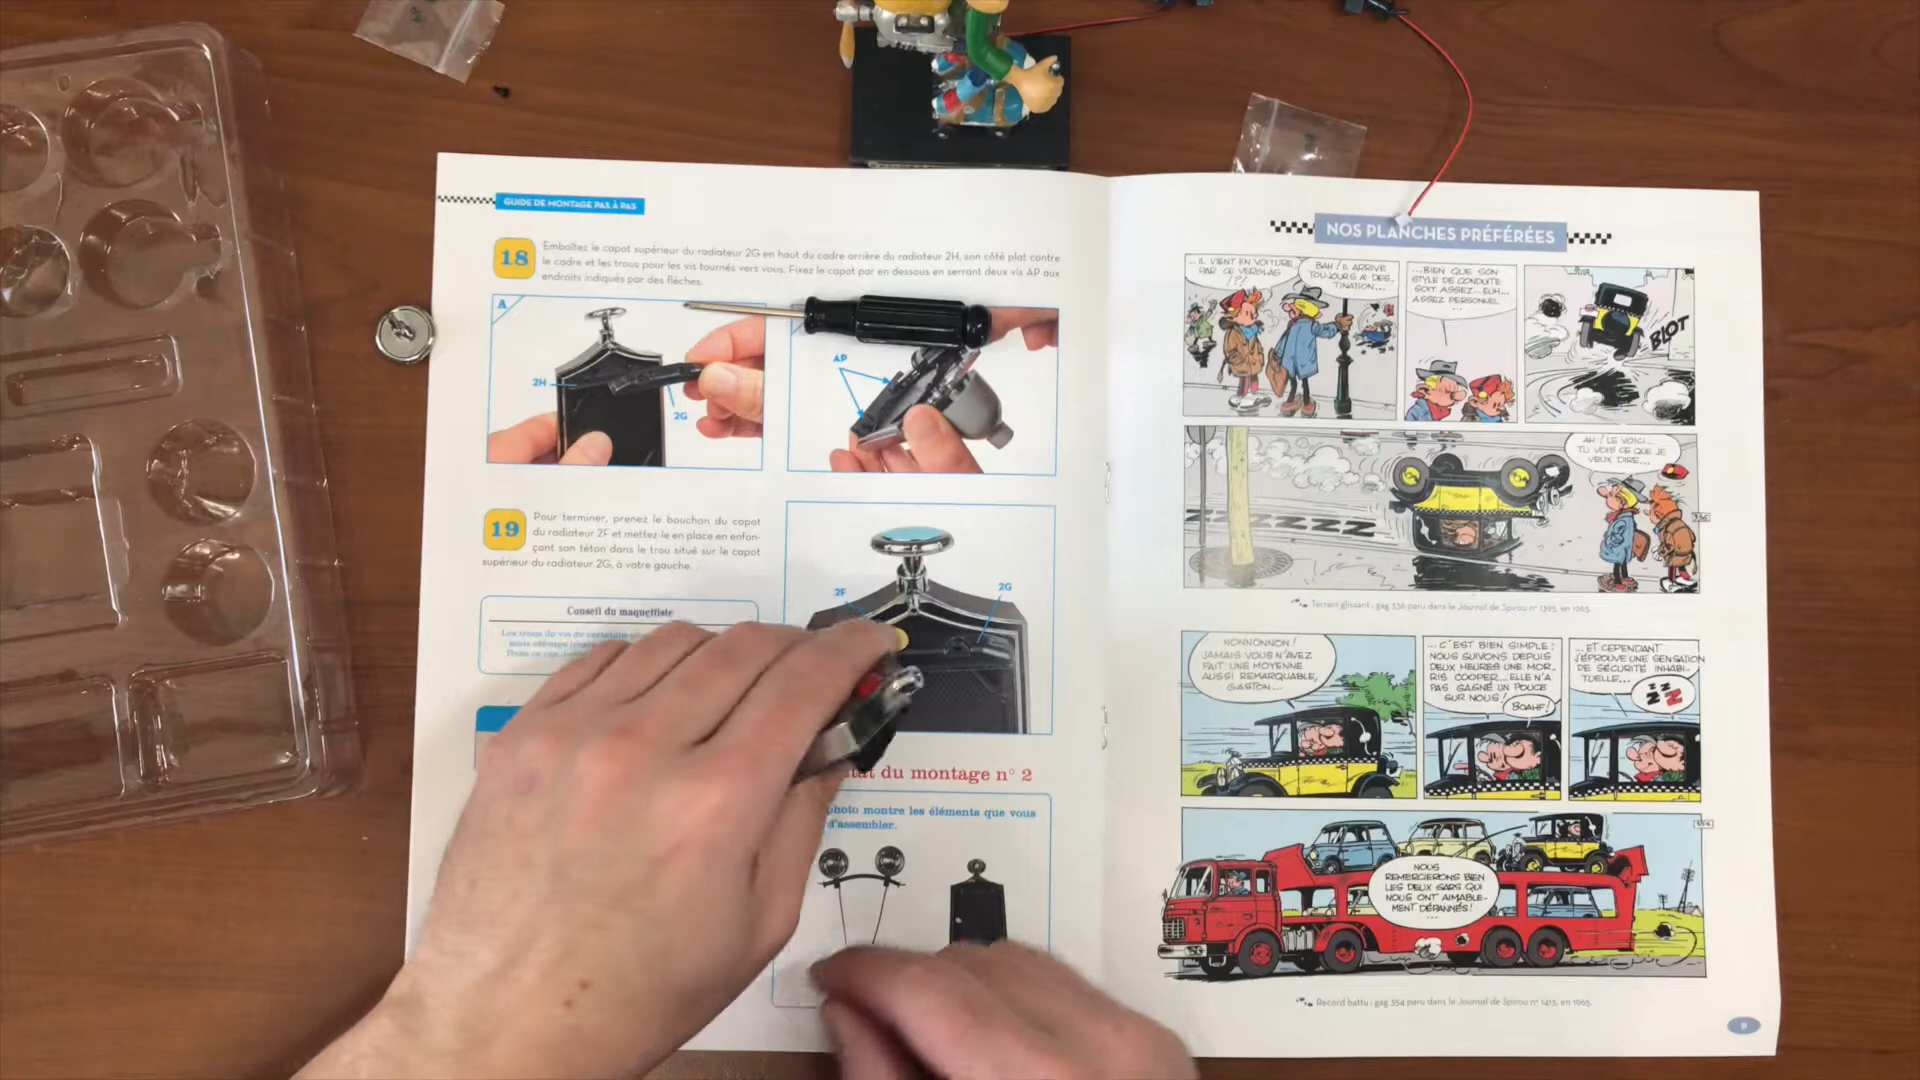 GUIDE DE MONTAGE PAS À PAS
18
Emboîtez le capot supérieur du radiateur 2G en haut du cadre arrière du radiateur 2H, son côté plat contre
le cadre et les trous pour les vis tournés vers vous. Fixez le capot par en dessous en serrant deux vis AP aux
endroits indiqués par des flèches.
A
2H
2G
AP
19
Pour terminer, prenez le bouchon du capot
du radiateur 2F et mettez-le en place en enfon-
çant son téton dans le trou situé sur le capot
supérieur du radiateur 2G, à votre gauche.
2F
2G
Conseil du maquettiste
Les trous de vis de
du montage n° 2
photo montre les éléments que vous
d'assembler.
NOS PLANCHES PRÉFÉRÉES
... IL VIENT EN VOITURE
PAR CE VERGLAS
!??
BAH ! IL ARRIVE
TOUJOURS À DES-
TINATION...
...BIEN QUE SON
STYLE DE CONDUITE
SOIT ASSEZ... EUH...
ASSEZ PERSONNEL
...
BLOT
ZZZZZZZ
AH ! LE VOICI...
TU VOIS CE QUE JE
VEUX DIRE...
336
Terrain glissant : gag 336 paru dans le Journal de Spirou n° 1395, en 1965.
NONNONNON !
JAMAIS VOUS N'AVEZ
FAIT UNE MOYENNE
AUSSI REMARQUABLE,
GASTON...
... C'EST BIEN SIMPLE :
NOUS SUIVONS DEPUIS
DEUX HEURES UNE MOR-
RIS COOPER... ELLE N'A
PAS GAGNÉ UN POUCE
SUR NOUS !
BOAHF!
... ET CEPENDANT
J'ÉPROUVE UNE SENSATION
DE SÉCURITÉ INHABI-
TUELLE...
ZZZ
354
NOUS
REMERCIERONS BIEN
LES DEUX GARS QUI
NOUS ONT AIMABLE-
MENT DÉPANNÉS !
...
Record battu : gag 354 paru dans le Journal de Spirou n° 1413, en 1965.
9